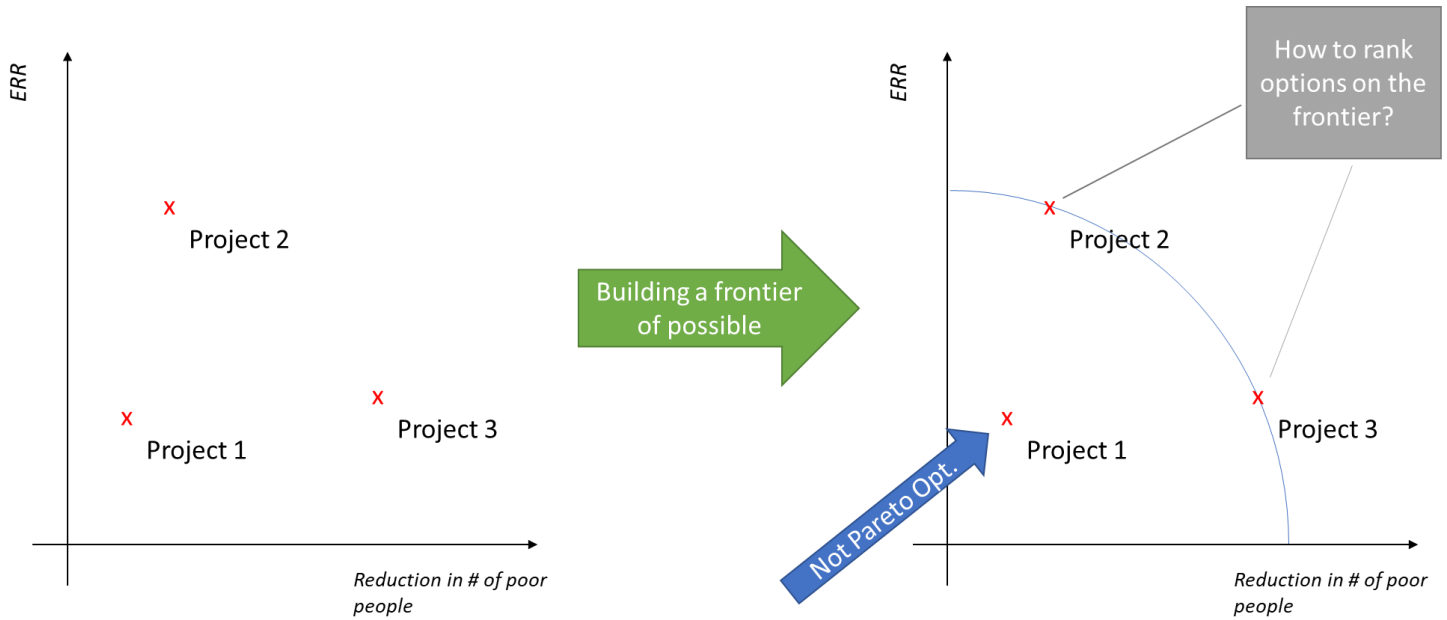 ERR
x
Project 2
x
Project 1
x
Project 3
Reduction in # of poor
people
Building a frontier
of possible
ERR
How to rank
options on the
frontier?
x
Project 2
x
Project 3
x
Project 1
Not Pareto Opt.
Reduction in # of poor
people